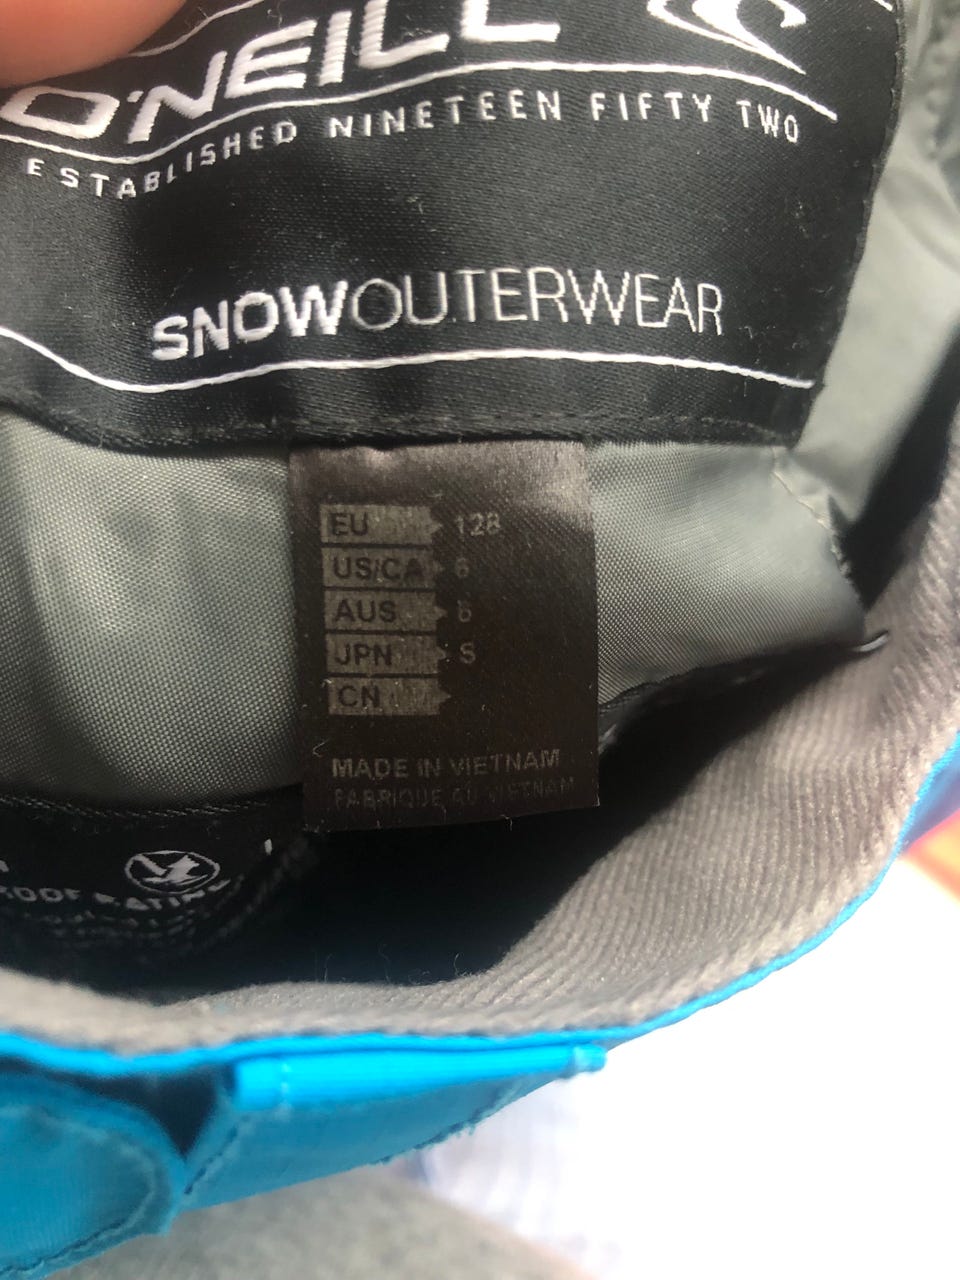 O'NEILL
ESTABLISHED NINETEEN FIFTY TWO
SNOWOUTERWEAR
EU 128
US/CA 6
AUS 6
JPN S
CN
MADE IN VIETNAM
FABRIQUE AU VIETNAM